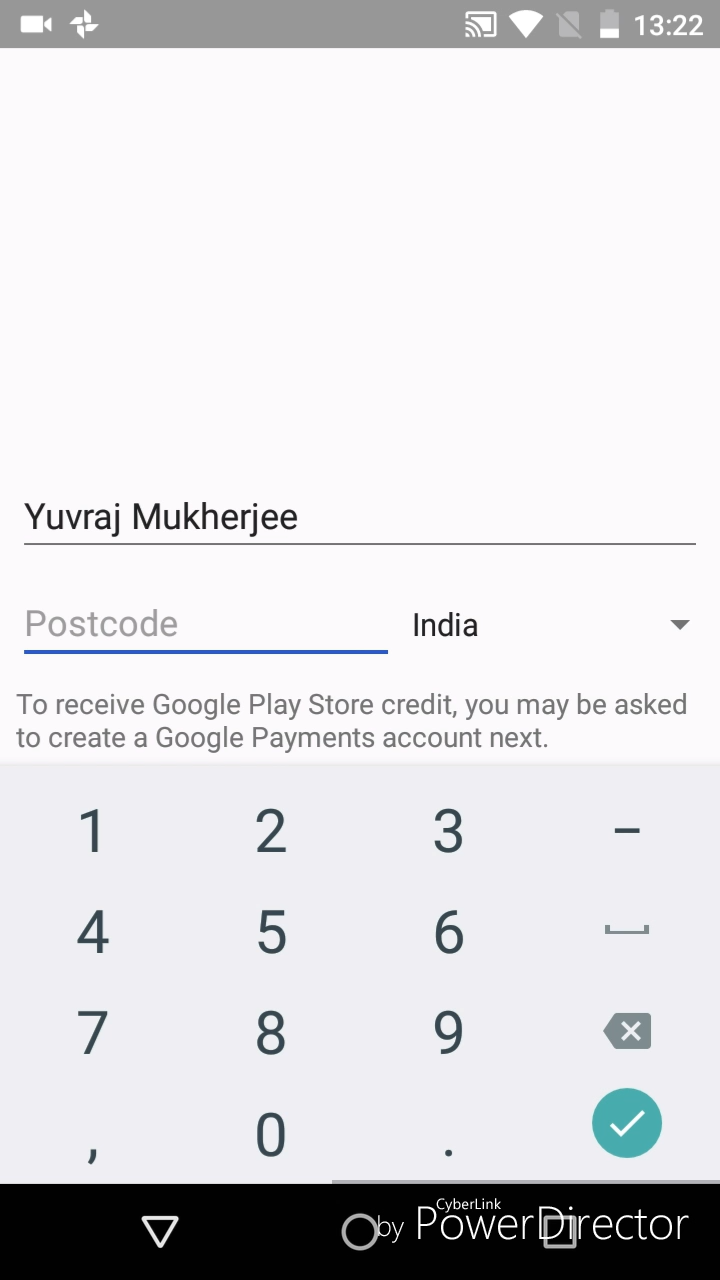 13:22
Yuvraj Mukherjee
Postcode India
To receive Google Play Store credit, you may be asked
to create a Google Payments account next.
1 2 3 –
4 5 6
7 8 9
, 0 .
CyberLink
by PowerDirector